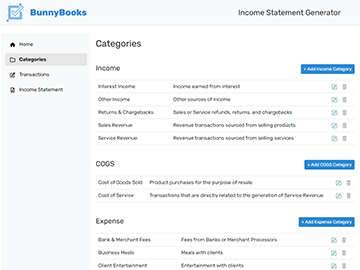 BunnyBooks
Income Statement Generator
Home
Categories
Transactions
Income Statement
Categories
Income
+ Add Income Category
Interest Income Income earned from interest
Other Income Other sources of income
Returns & Chargebacks Sales or Service refunds, returns, and chargebacks
Sales Revenue Revenue transactions sourced from selling products
Service Revenue Revenue transactions sourced from selling services
COGS
+ Add COGS Category
Cost of Goods Sold Product purchases for the purpose of resale
Cost of Service Transactions that are directly related to the generation of Service Revenue
Expense
+ Add Expense Category
Bank & Merchant Fees Fees from Banks or Merchant Processors
Business Meals Meals with clients
Client Entertainment Entertainment with clients